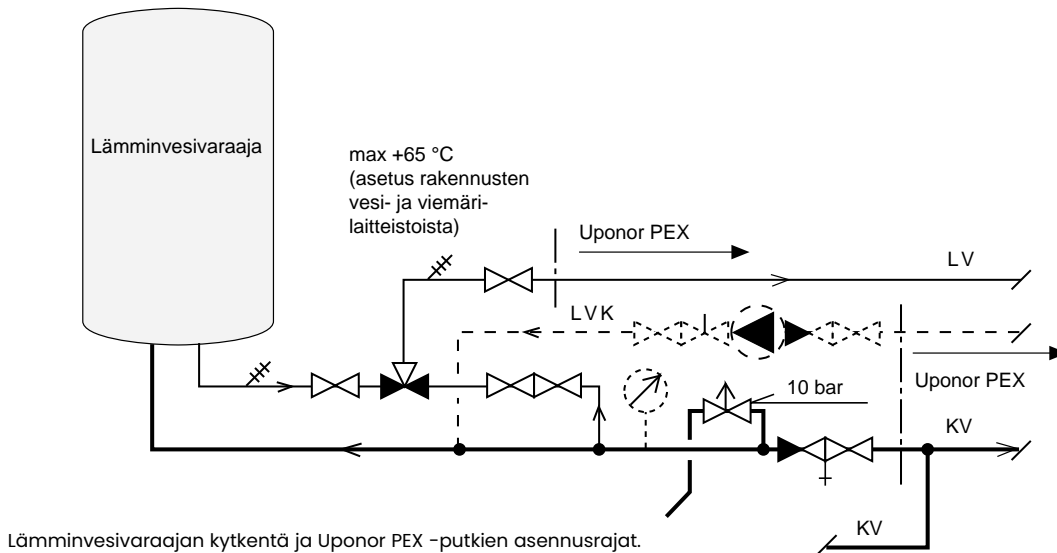 Lämminvesivaraaja
max +65 °C
(asetus rakennusten
vesi- ja viemäri-
laitteistoista)
Uponor PEX
LV
LVK
Uponor PEX
10 bar
KV
KV
Lämminvesivaraajan kytkentä ja Uponor PEX -putkien asennusrajat.